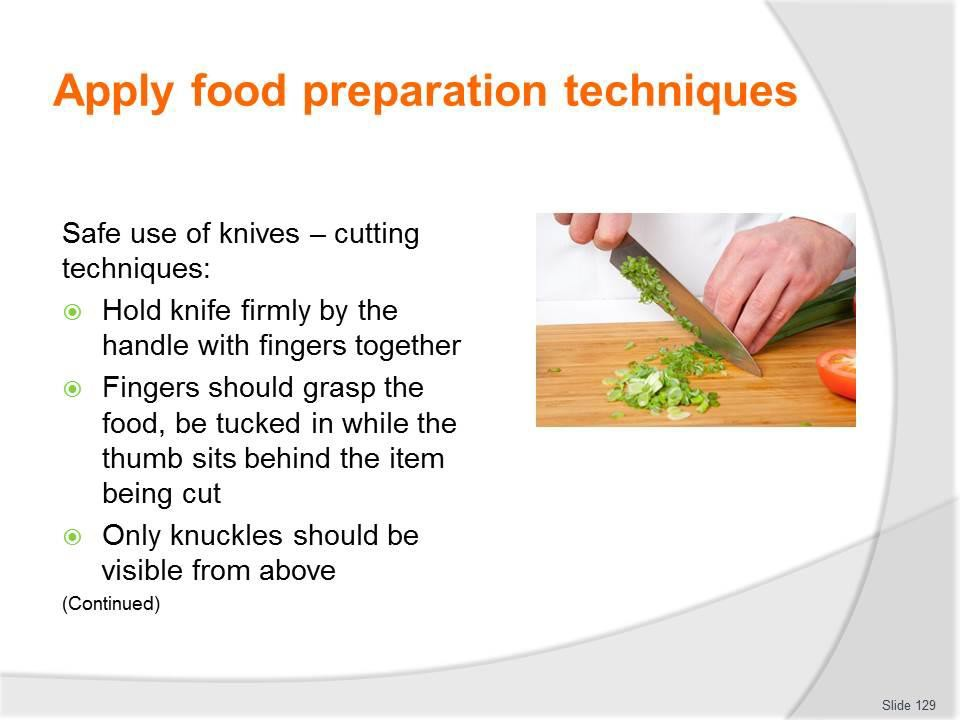 Apply food preparation techniques
Safe use of knives – cutting
techniques:
Hold knife firmly by the
handle with fingers together
Fingers should grasp the
food, be tucked in while the
thumb sits behind the item
being cut
Only knuckles should be
visible from above
(Continued)
Slide 129